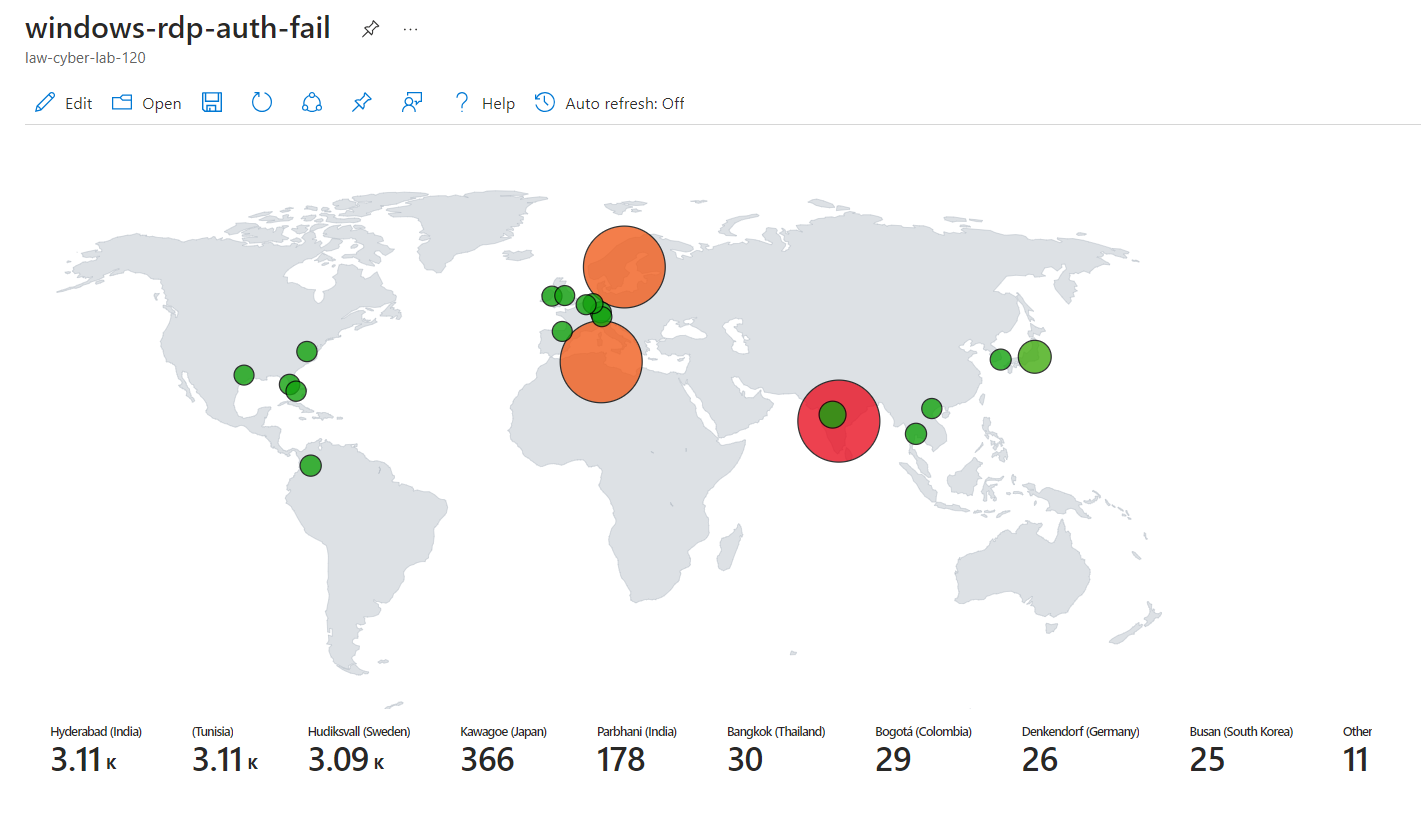 windows-rdp-auth-fail ...
law-cyber-lab-120
Edit Open Help Auto refresh: Off
Hyderabad (India) (Tunisia) Hudiksvall (Sweden) Kawagoe (Japan) Parbhani (India) Bangkok (Thailand) Bogotá (Colombia) Denkendorf (Germany) Busan (South Korea) Other
3.11 K 3.11 K 3.09 K 366 178 30 29 26 25 11